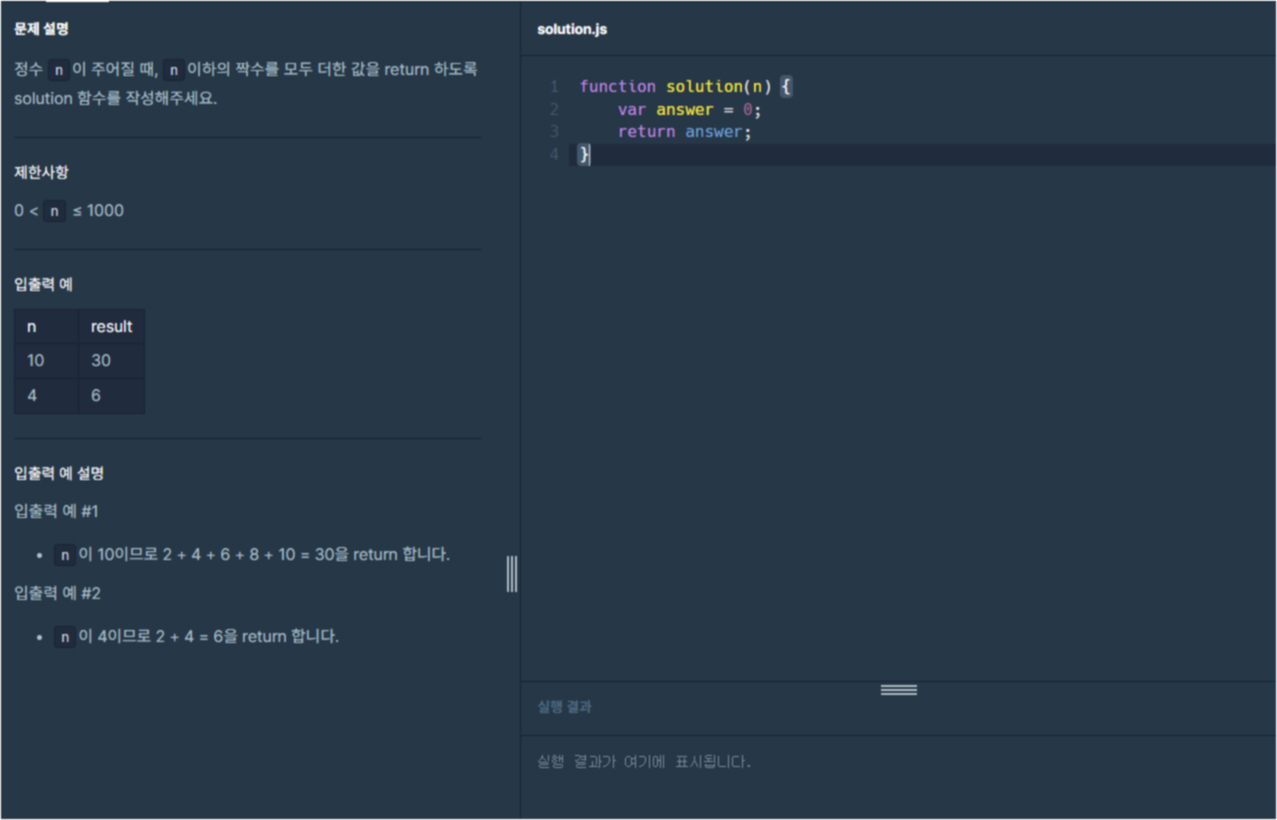 문제 설명
정수 n 이 주어질 때, n 이하의 짝수를 모두 더한 값을 return 하도록
solution 함수를 작성해주세요.
제한사항
0 < n ≤ 1000
입출력 예
n result
10 30
4 6
입출력 예 설명
입출력 예 #1
• n 이 10이므로 2 + 4 + 6 + 8 + 10 = 30을 return 합니다.
입출력 예 #2
• n 이 4이므로 2 + 4 = 6을 return 합니다.
solution.js
1 function solution(n) {
2     var answer = 0;
3     return answer;
4 }
실행 결과
실행 결과가 여기에 표시됩니다.